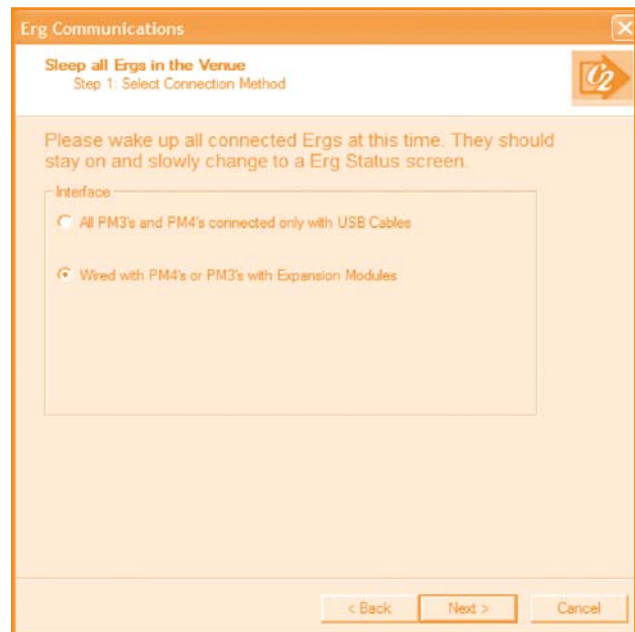 Erg Communications
Sleep all Ergs in the Venue
Step 1: Select Connection Method
C2
Please wake up all connected Ergs at this time. They should
stay on and slowly change to a Erg Status screen.
Interface
All PM3's and PM4's connected only with USB Cables
Wired with PM4's or PM3's with Expansion Modules
< Back
Next >
Cancel